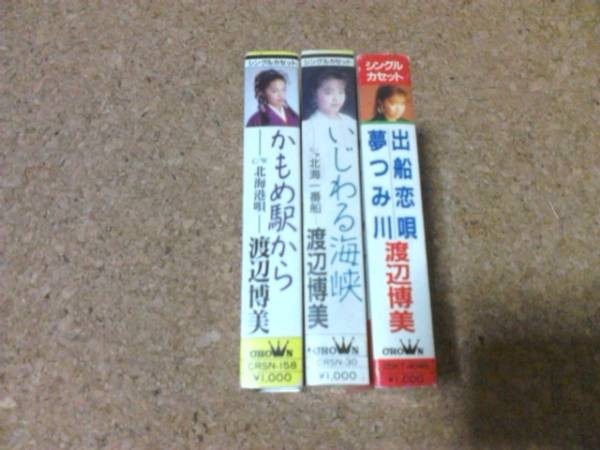 シングルカセット
かもめ駅から
C/W 北海港唄
渡辺博美
CROWN
CRSN-158
¥1,000
シングルカセット
いじわる海峡
北海一番船
渡辺博美
CROWN
CRSN-30
¥1,000
シングル
カセット
出船恋唄
夢つみ川
渡辺博美
CROWN
¥1,000